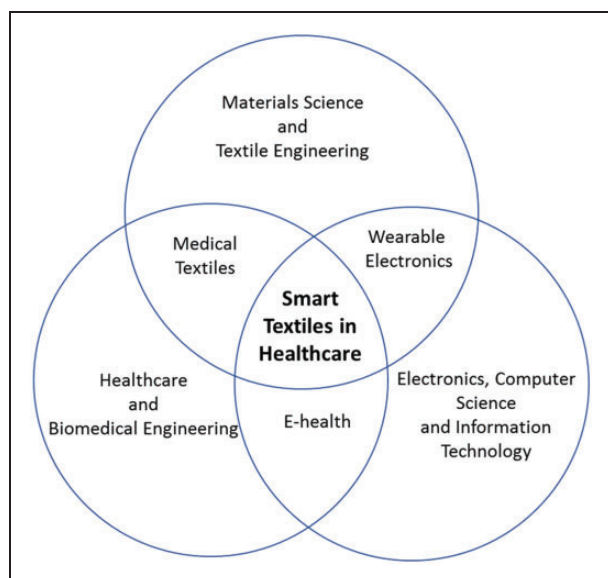 Materials Science
and
Textile Engineering
Medical
Textiles
Wearable
Electronics
Smart
Textiles in
Healthcare
Healthcare
and
Biomedical Engineering
E-health
Electronics, Computer
Science
and Information
Technology